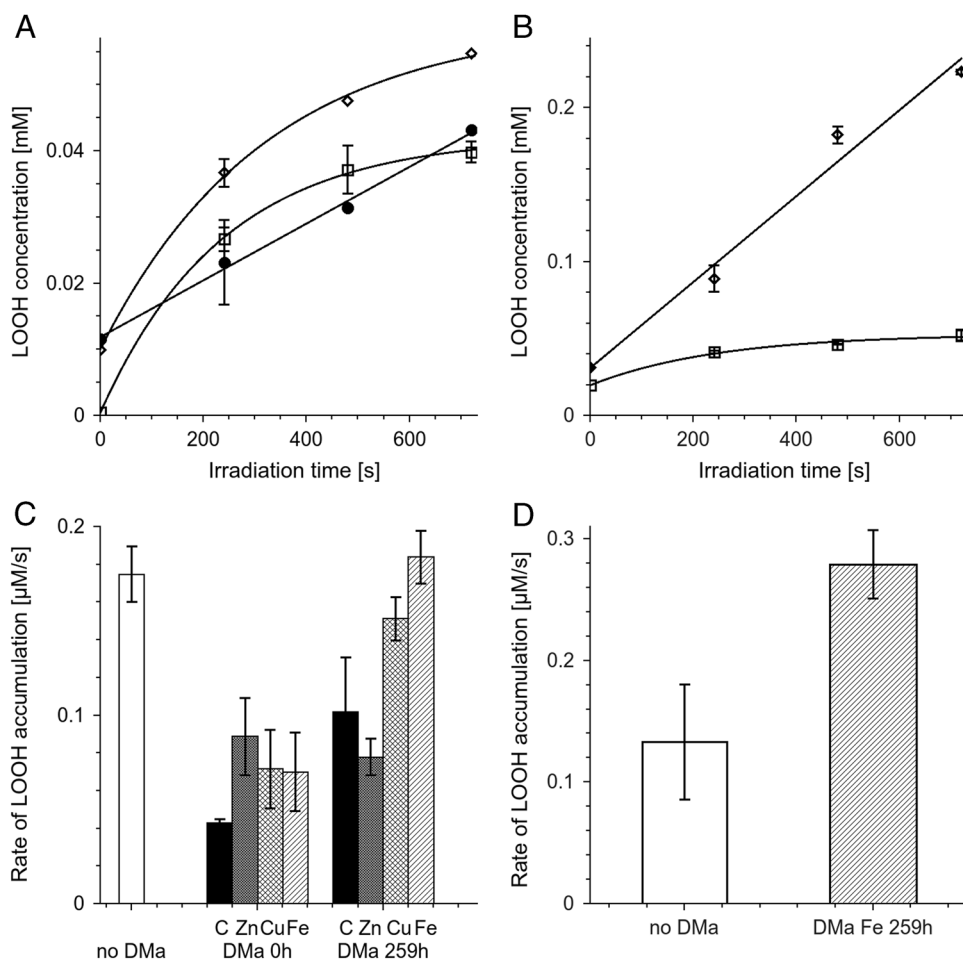 A
LOOH concentration [mM]
0.04
0.02
0
0 200 400 600
Irradiation time [s]
B
LOOH concentration [mM]
0.2
0.1
0
0 200 400 600
Irradiation time [s]
C
Rate of LOOH accumulation [µM/s]
0.2
0.1
0
C Zn Cu Fe C Zn Cu Fe
no DMa DMa 0h DMa 259h
D
Rate of LOOH accumulation [µM/s]
0.3
0.2
0.1
0
no DMa DMa Fe 259h